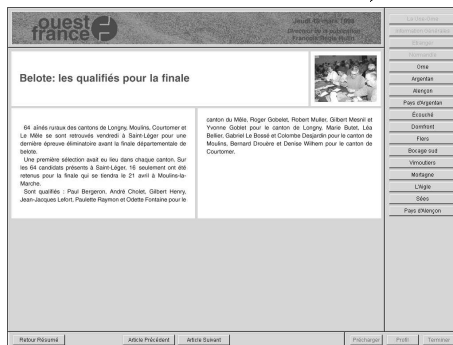 ouest
france
Belote: les qualifiés pour la finale
64 aînés ruraux des cantons de Longny, Moulins, Courtomer et
Le Mêle se sont retrouvés vendredi à Saint-Léger pour une
dernière épreuve éliminatoire avant la finale départementale de
belote.
Une première sélection avait eu lieu dans chaque canton. Sur
les 64 candidats présents à Saint-Léger, 16 seulement ont été
retenus pour la finale qui se tiendra le 21 avril à Moulins-la-
Marche.
Sont qualifiés : Paul Bergeron, André Cholet, Gilbert Henry,
Jean-Jacques Lefort, Paulette Raymon et Odette Fontaine pour le
canton du Mêle, Roger Gobelet, Robert Muller, Gilbert Mesnil et
Yvonne Goblet pour le canton de Longny, Marie Butet, Léa
Bellier, Gabriel Le Bossé et Colombe Desjardin pour le canton de
Moulins, Bernard Drouère et Denise Wilhem pour le canton de
Courtomer.
Orne
Argentan
Alençon
Pays d'Argentan
Écouché
Domfront
Flers
Bocage sud
Vimoutiers
Mortagne
L'Aigle
Sées
Pays d'Alençon
Retour Résumé
Article Précédent
Article Suivant
Précharger
Profil
Terminer